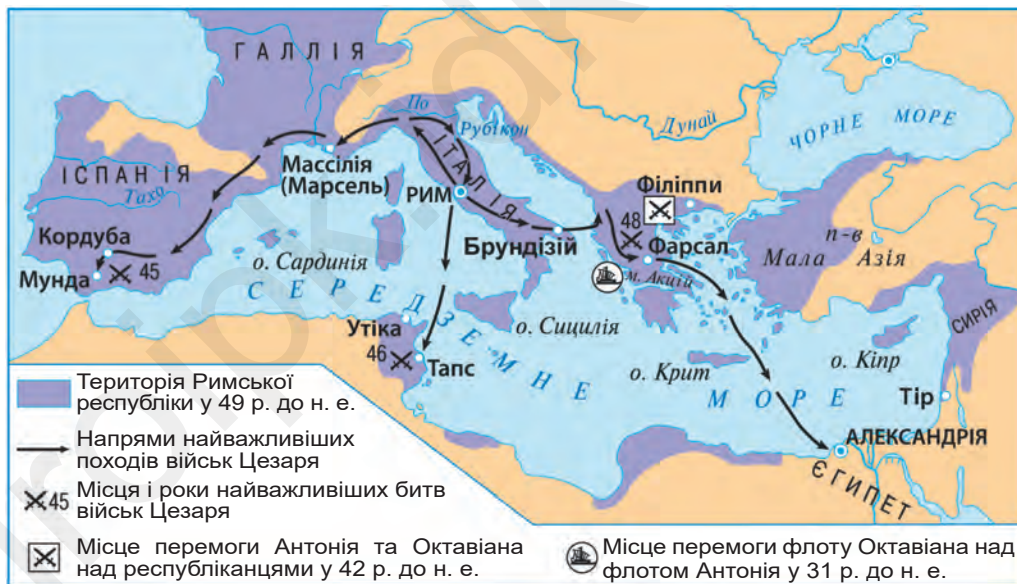 ГАЛЛІЯ
По
Рубікон
Дунай
ЧОРНЕ МОРЕ
Массілія
(Марсель)
ІТАЛІЯ
ІСПАНІЯ
Тахо
РИМ
Філіппи
48
Фарсал
Брундізій
м. Акцій
п-в
Мала Азія
Кордуба
Мунда
45
о. Сардинія
СЕРЕДЗЕМНЕ МОРЕ
СИРІЯ
Утіка
46
Тапс
о. Сицилія
о. Крит
о. Кіпр
Тір
АЛЕКСАНДРІЯ
ЄГИПЕТ
Територія Римської
республіки у 49 р. до н. е.
Напрями найважливіших
походів військ Цезаря
45 Місця і роки найважливіших битв
військ Цезаря
Місце перемоги Антонія та Октавіана
над республіканцями у 42 р. до н. е.
Місце перемоги флоту Октавіана над
флотом Антонія у 31 р. до н. е.